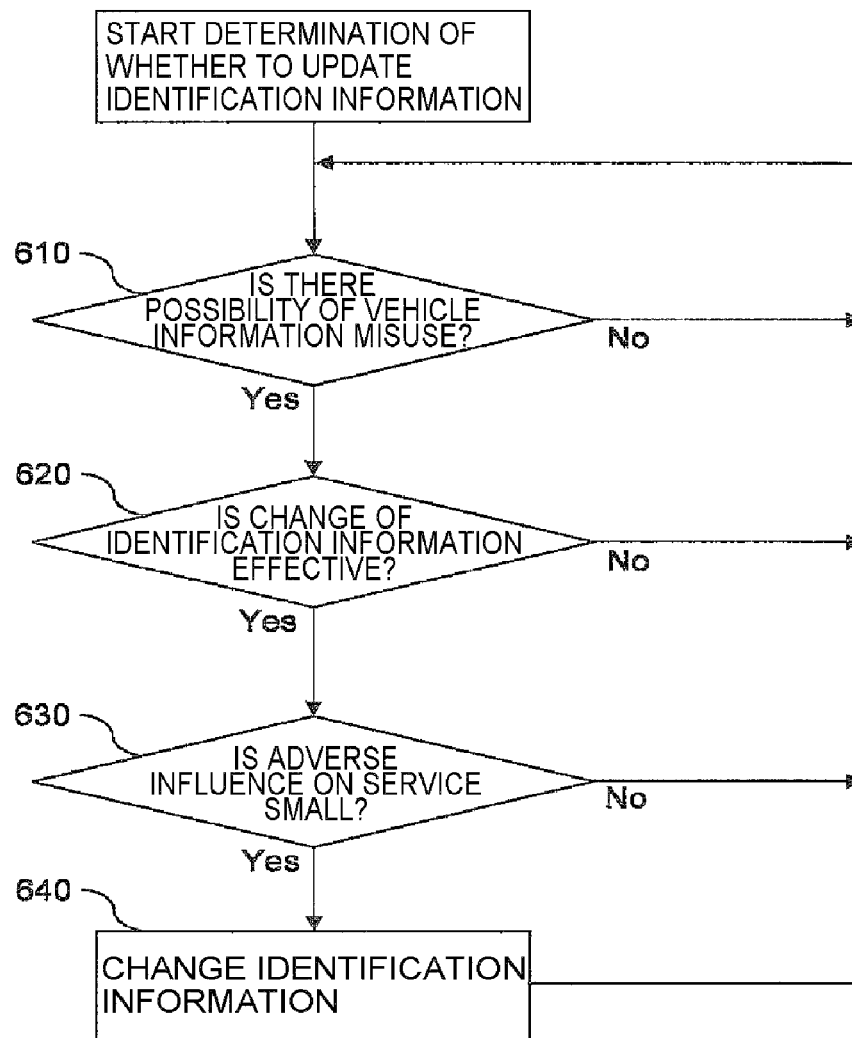 START DETERMINATION OF
WHETHER TO UPDATE
IDENTIFICATION INFORMATION
610
IS THERE
POSSIBILITY OF VEHICLE
INFORMATION MISUSE?
No
Yes
620
IS CHANGE OF
IDENTIFICATION INFORMATION
EFFECTIVE?
No
Yes
630
IS ADVERSE
INFLUENCE ON SERVICE
SMALL?
No
Yes
640
CHANGE IDENTIFICATION
INFORMATION